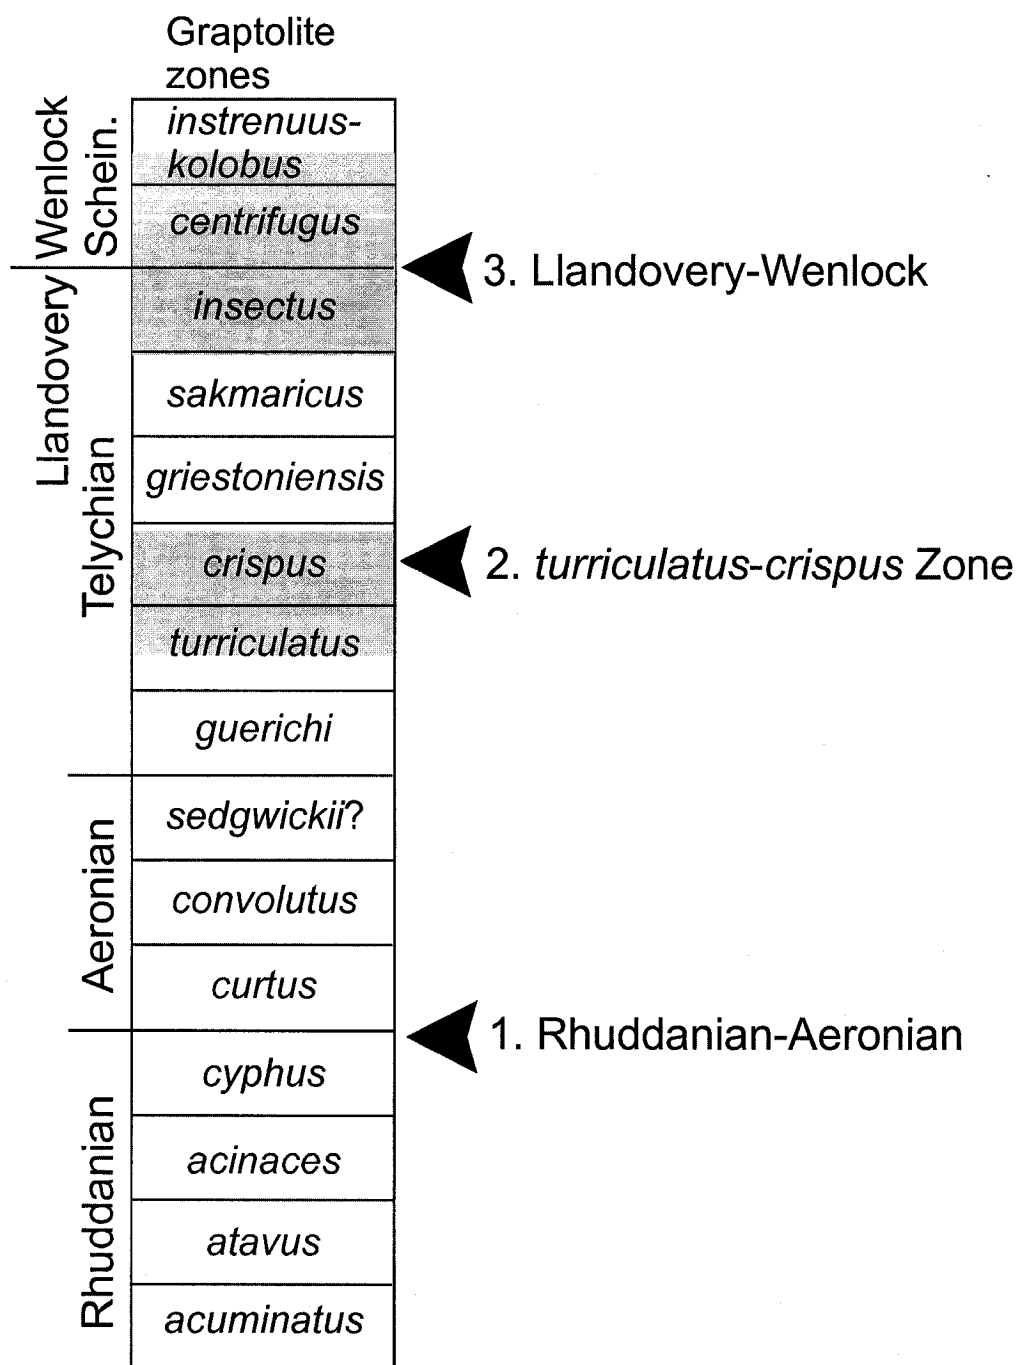 Graptolite
zones
Wenlock
Schein.
instrenuus-
kolobus
centrifugus
3. Llandovery-Wenlock
Llandovery
Telychian
insectus
sakmaricus
griestoniensis
crispus
2. turriculatus-crispus Zone
turriculatus
guerichi
Aeronian
sedgwickii?
convolutus
curtus
1. Rhuddanian-Aeronian
Rhuddanian
cyphus
acinaces
atavus
acuminatus